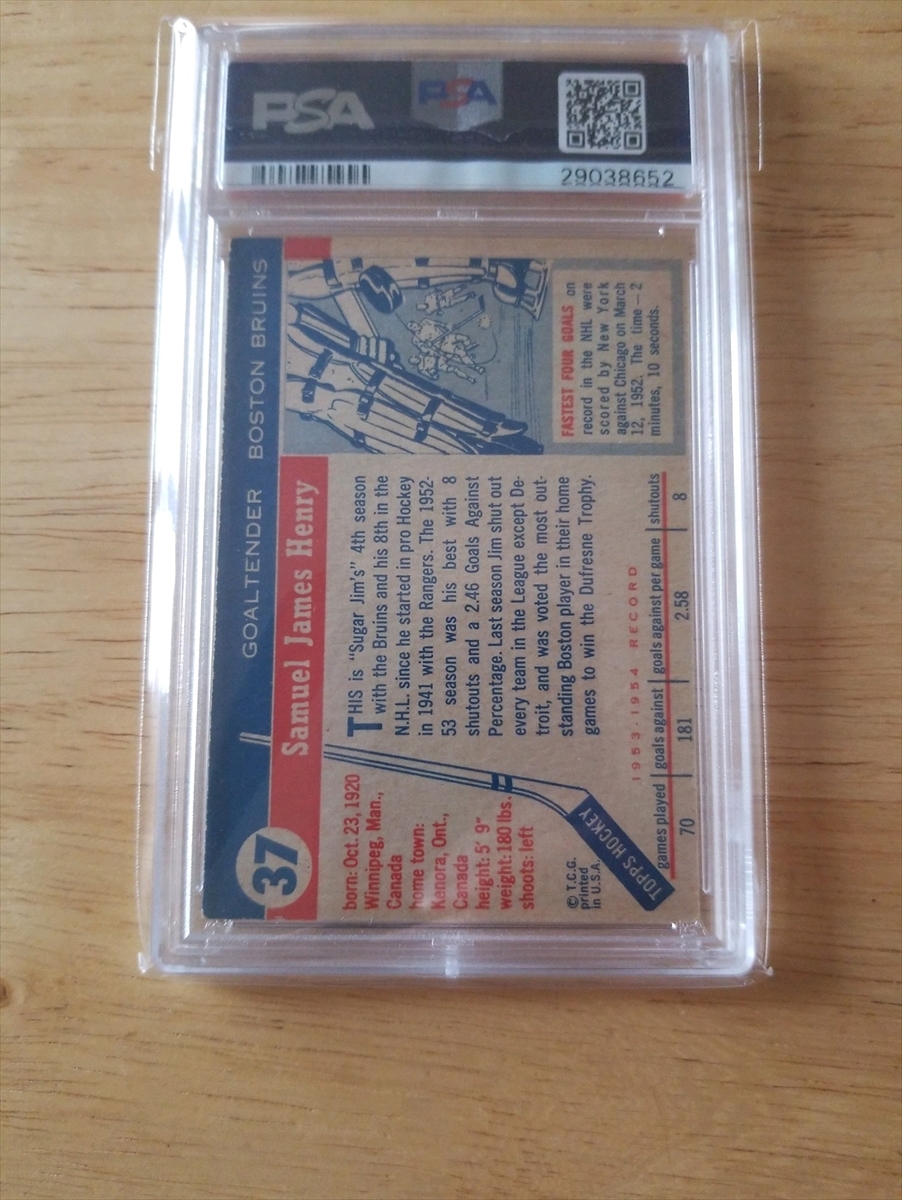 PSA
PSA
29038652
37
GOALTENDER BOSTON BRUINS
Samuel James Henry
born: Oct. 23, 1920
Winnipeg, Man.,
Canada
home town:
Kenora, Ont.,
Canada
height: 5' 9"
weight: 180 lbs.
shoots: left
© T.C.G.
printed
in U.S.A.
TOPPS HOCKEY
THIS is "Sugar Jim's" 4th season
with the Bruins and his 8th in the
N.H.L. since he started in pro Hockey
in 1941 with the Rangers. The 1952-
53 season was his best with 8
shutouts and a 2.46 Goals Against
Percentage. Last season Jim shut out
every team in the League except De-
troit, and was voted the most out-
standing Boston player in their home
games to win the Dufresne Trophy.
FASTEST FOUR GOALS on
record in the NHL were
scored by New York
against Chicago on March
12, 1952. The time — 2
minutes, 10 seconds.
1953-1954 RECORD
games played goals against goals against per game shutouts
70 181 2.58 8